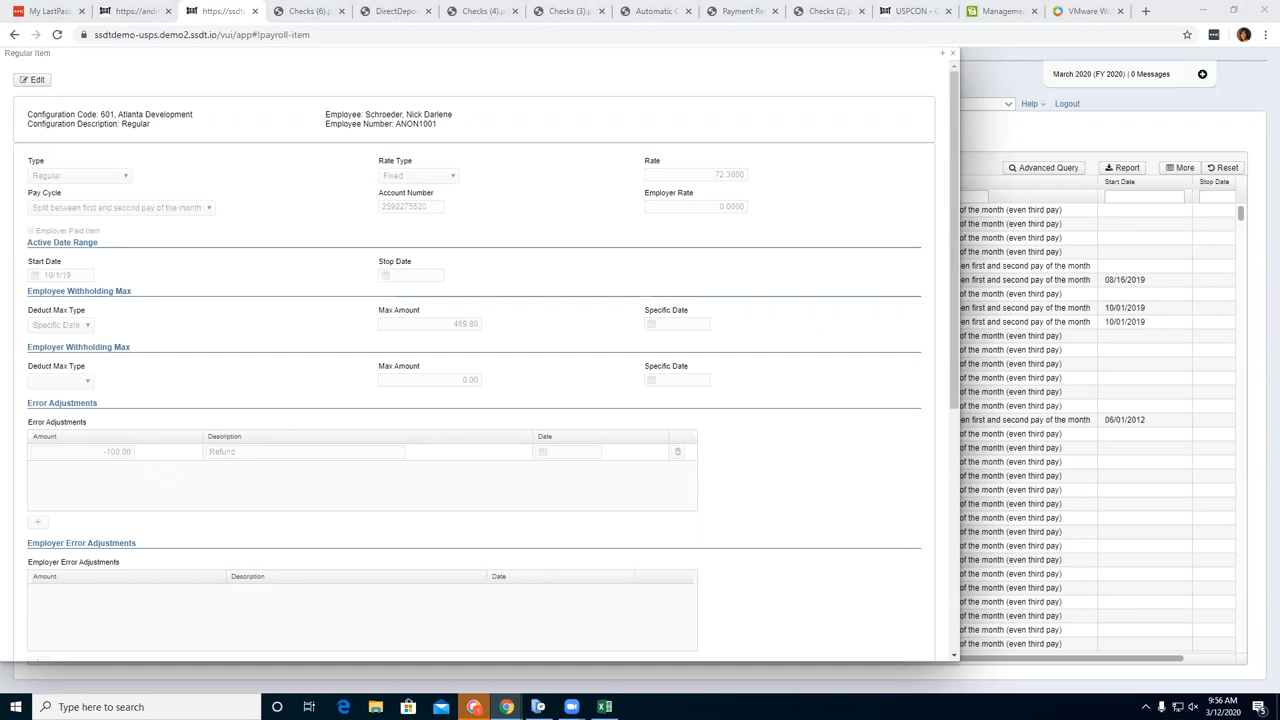 My LastPass
https://andr
https://ssdt
Checks (6).p
DirectDepos
Checks (4).p
Checks (3).p
Automatic C
Payment Re
Checks (2).p
USPCON - C
Manageme
VMware Wo
ssdtdemo-usps.demo2.ssdt.io/vui/app#!payroll-item
Regular Item
March 2020 (FY 2020) | 0 Messages
Edit
Help
Logout
Configuration Code: 601, Atlanta Development
Employee: Schroeder, Nick Darlene
Configuration Description: Regular
Employee Number: ANON1001
Type
Rate Type
Rate
Advanced Query
Report
More
Reset
Regular
Fixed
72.3000
Start Date
Stop Date
Pay Cycle
Account Number
Employer Rate
Split between first and second pay of the month
2592275520
0.0000
of the month (even third pay)
of the month (even third pay)
Employer Paid Item
of the month (even third pay)
Active Date Range
of the month (even third pay)
Start Date
Stop Date
en first and second pay of the month
10/1/19
en first and second pay of the month 08/16/2019
Employee Withholding Max
of the month (even third pay)
Deduct Max Type
Max Amount
Specific Date
en first and second pay of the month 10/01/2019
Specific Date
459.80
en first and second pay of the month 10/01/2019
of the month (even third pay)
Employer Withholding Max
of the month (even third pay)
Deduct Max Type
Max Amount
Specific Date
of the month (even third pay)
0.00
of the month (even third pay)
of the month (even third pay)
Error Adjustments
of the month (even third pay)
Error Adjustments
en first and second pay of the month 06/01/2012
Amount
Description
Date
of the month (even third pay)
-100.00
Refund
of the month (even third pay)
of the month (even third pay)
of the month (even third pay)
of the month (even third pay)
of the month (even third pay)
of the month (even third pay)
of the month (even third pay)
Employer Error Adjustments
of the month (even third pay)
Employer Error Adjustments
of the month (even third pay)
Amount
Description
Date
of the month (even third pay)
of the month (even third pay)
of the month (even third pay)
of the month (even third pay)
of the month (even third pay)
of the month (even third pay)
Type here to search
9:56 AM
3/12/2020
5